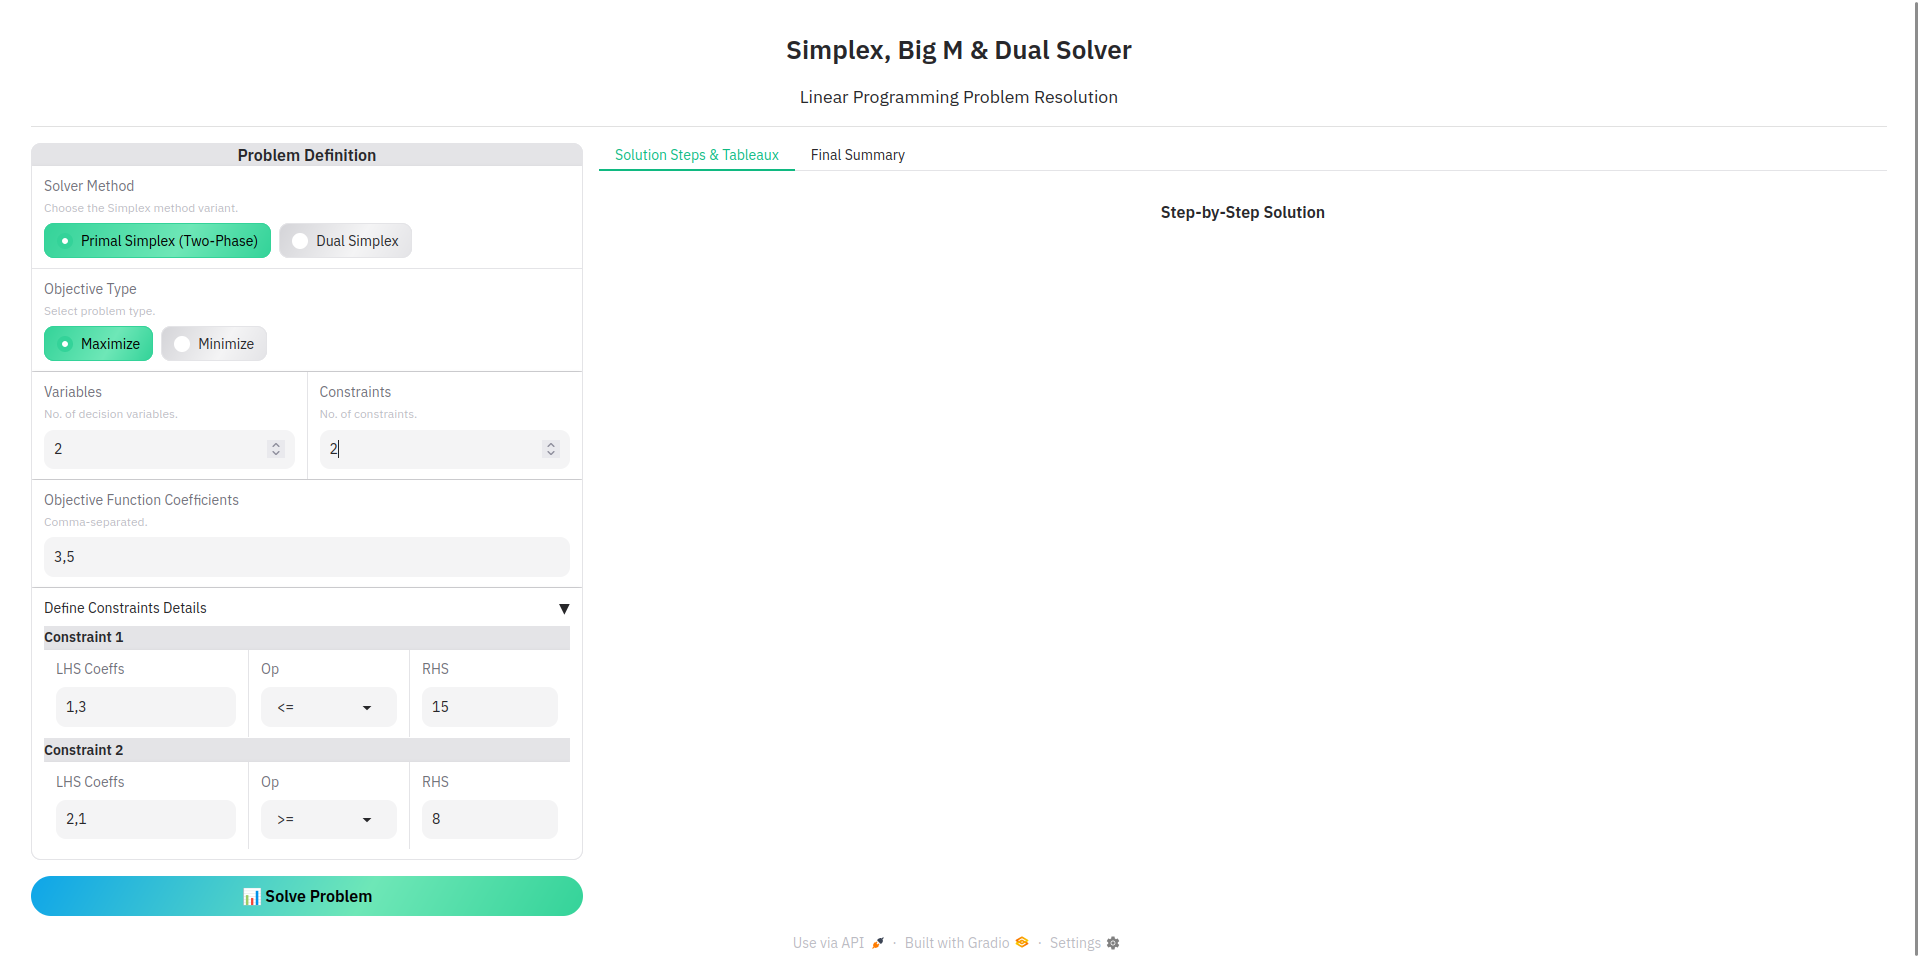 Simplex, Big M & Dual Solver
Linear Programming Problem Resolution
Problem Definition
Solver Method
Choose the Simplex method variant.
Primal Simplex (Two-Phase) Dual Simplex
Objective Type
Select problem type.
Maximize Minimize
Variables Constraints
No. of decision variables. No. of constraints.
2 2
Objective Function Coefficients
Comma-separated.
3,5
Define Constraints Details ▼
Constraint 1
LHS Coeffs Op RHS
1,3 <= 15
Constraint 2
LHS Coeffs Op RHS
2,1 >= 8
📊 Solve Problem
Solution Steps & Tableaux Final Summary
Step-by-Step Solution
Use via API 🚀 · Built with Gradio · Settings ⚙